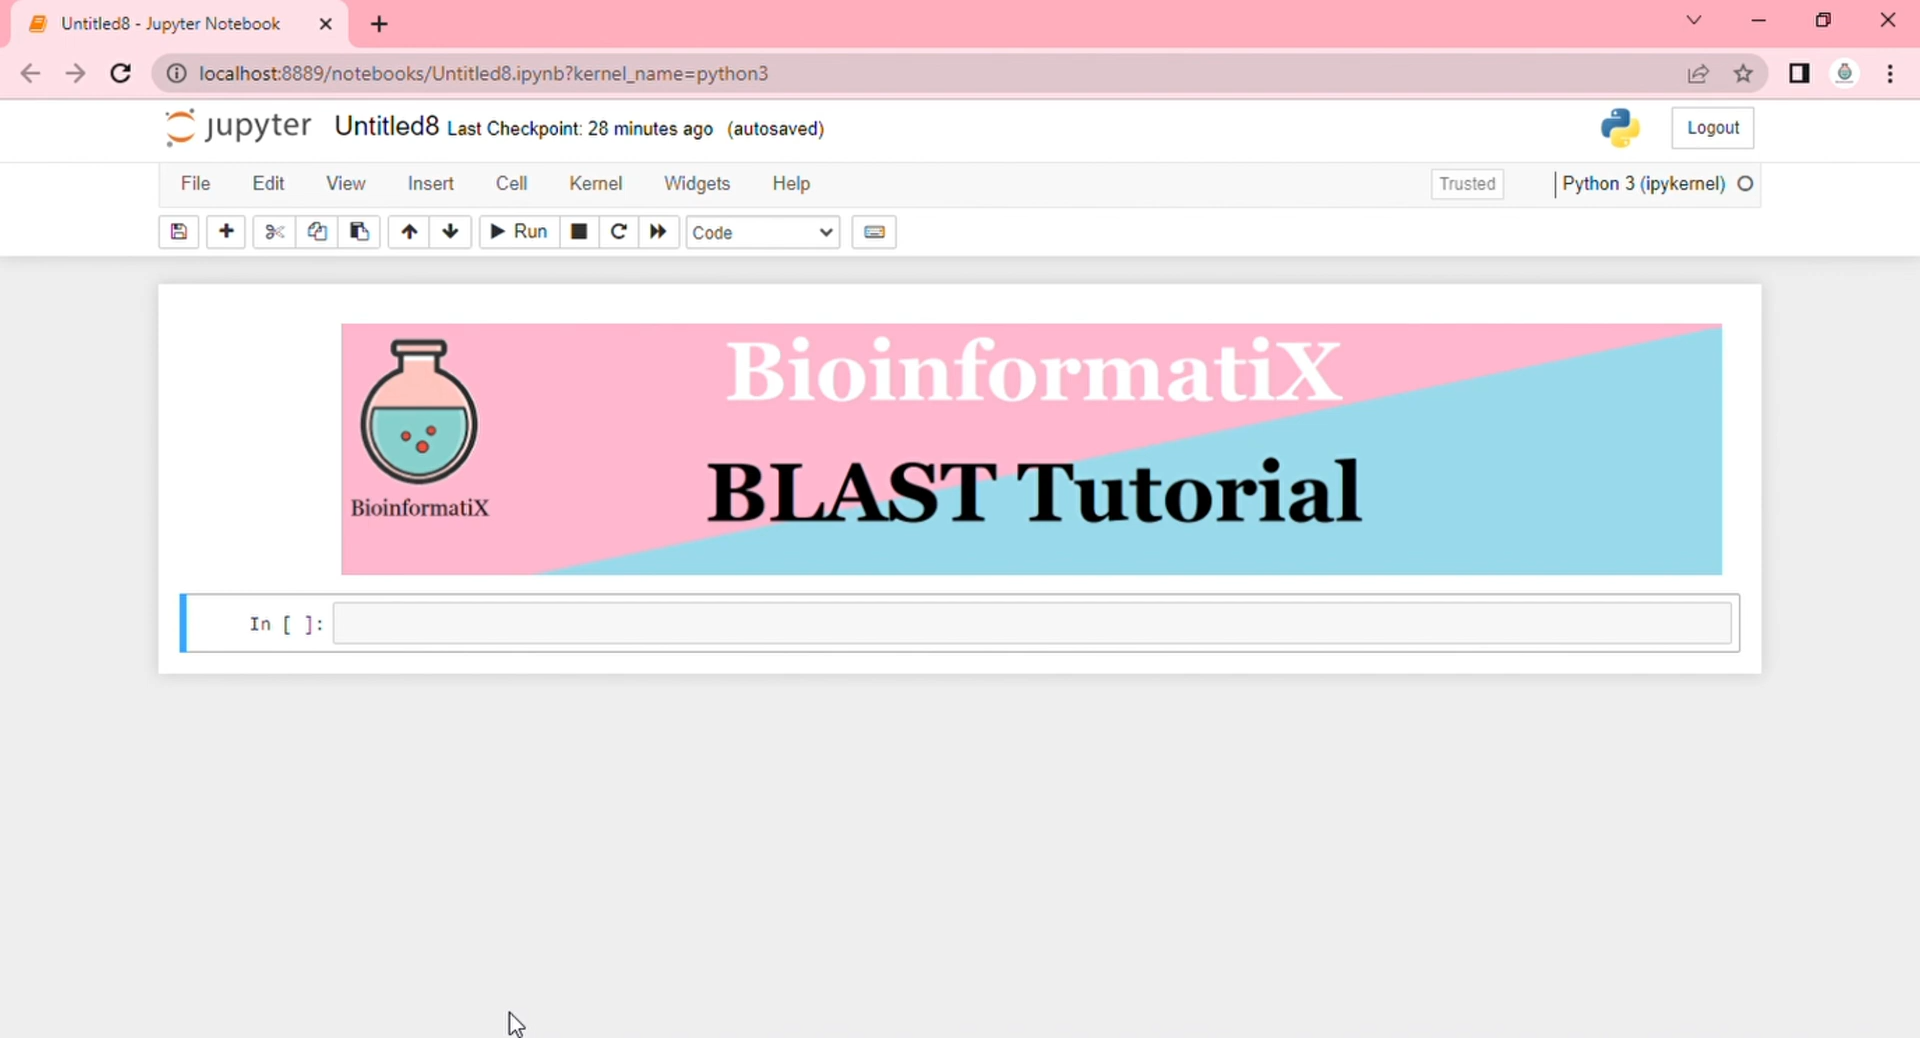 Untitled8 - Jupyter Notebook
localhost:8889/notebooks/Untitled8.ipynb?kernel_name=python3
jupyter Untitled8 Last Checkpoint: 28 minutes ago (autosaved)
Logout
File Edit View Insert Cell Kernel Widgets Help
Trusted
Python 3 (ipykernel)
Run
Code
BioinformatiX
BLAST Tutorial
BioinformatiX
In [ ]: